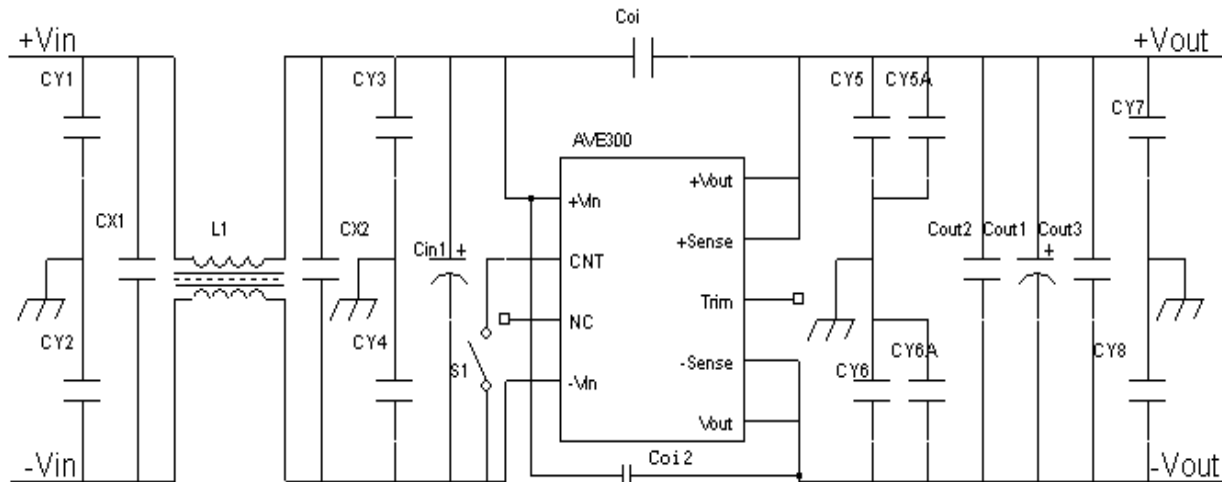 Coi
+Vin
+Vout
CY1
CY3
CY5
CY5A
CY7
AVE300
+Vin
+Vout
CX1
L1
CX2
Cin1
+
CNT
+Sense
Cout2
Cout1
Cout3
+
NC
Trim
CY2
CY4
S1
-Vin
-Sense
CY6
CY6A
CY8
Vout
-Vin
Coi2
-Vout